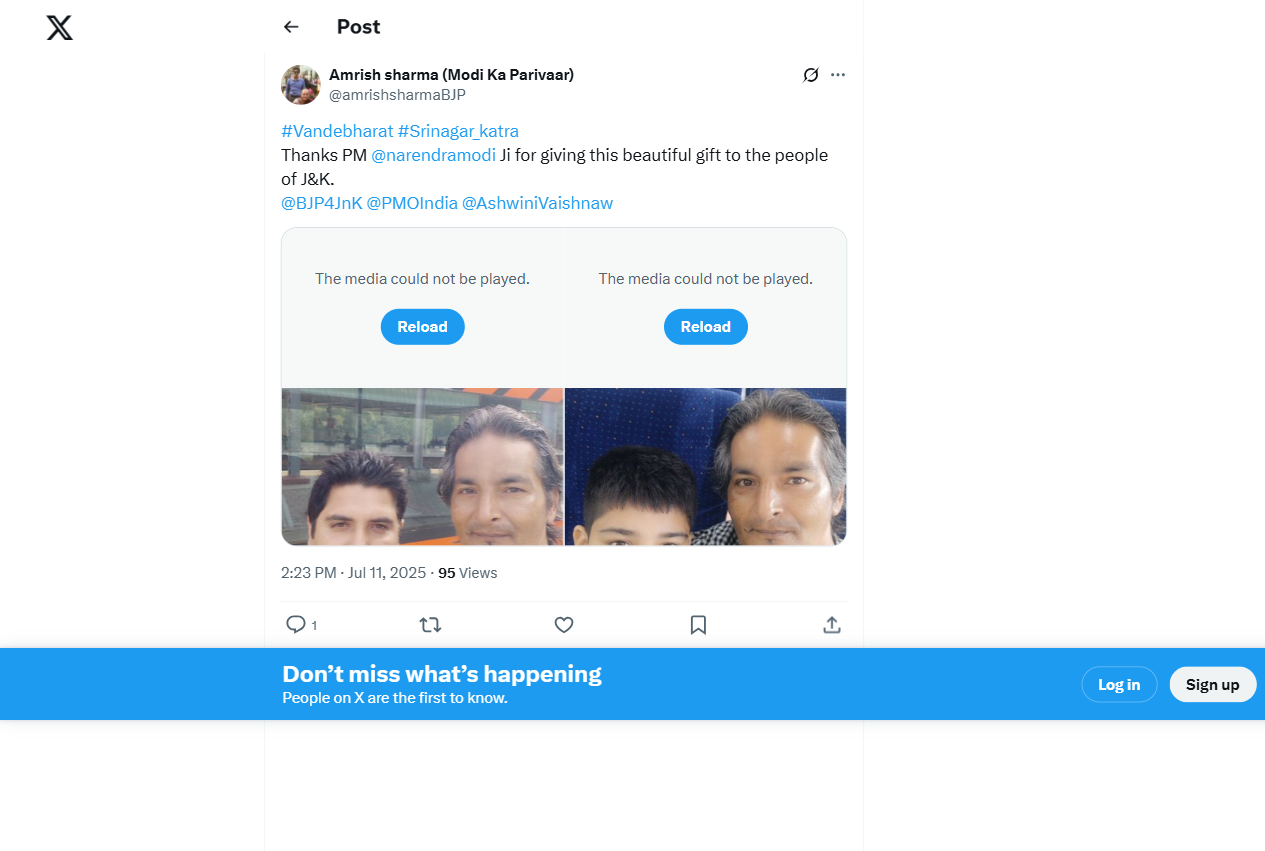 Post
Amrish sharma (Modi Ka Parivaar)
@amrishsharmaBJP
#Vandebharat #Srinagar_katra
Thanks PM @narendramodi Ji for giving this beautiful gift to the people
of J&K.
@BJP4JnK @PMOIndia @AshwiniVaishnaw
The media could not be played.
Reload
The media could not be played.
Reload
2:23 PM · Jul 11, 2025 · 95 Views
1
Don’t miss what’s happening
People on X are the first to know.
Log in
Sign up